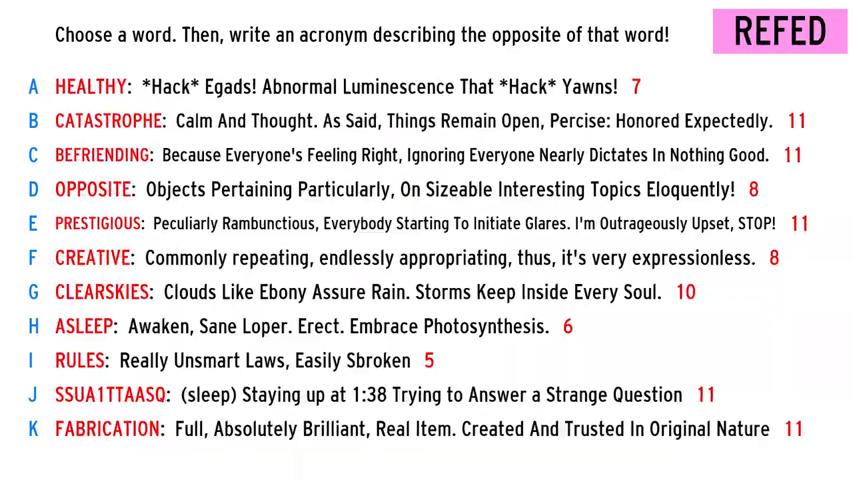 Choose a word. Then, write an acronym describing the opposite of that word!
REFED
A HEALTHY: *Hack* Egads! Abnormal Luminescence That *Hack* Yawns! 7
B CATASTROPHE: Calm And Thought. As Said, Things Remain Open, Percise: Honored Expectedly. 11
C BEFRIENDING: Because Everyone's Feeling Right, Ignoring Everyone Nearly Dictates In Nothing Good. 11
D OPPOSITE: Objects Pertaining Particularly, On Sizeable Interesting Topics Eloquently! 8
E PRESTIGIOUS: Peculiarly Rambunctious, Everybody Starting To Initiate Glares. I'm Outrageously Upset, STOP! 11
F CREATIVE: Commonly repeating, endlessly appropriating, thus, it's very expressionless. 8
G CLEARSKIES: Clouds Like Ebony Assure Rain. Storms Keep Inside Every Soul. 10
H ASLEEP: Awaken, Sane Loper. Erect. Embrace Photosynthesis. 6
I RULES: Really Unsmart Laws, Easily Sbroken 5
J SSUA1TTAASQ: (sleep) Staying up at 1:38 Trying to Answer a Strange Question 11
K FABRICATION: Full, Absolutely Brilliant, Real Item. Created And Trusted In Original Nature 11